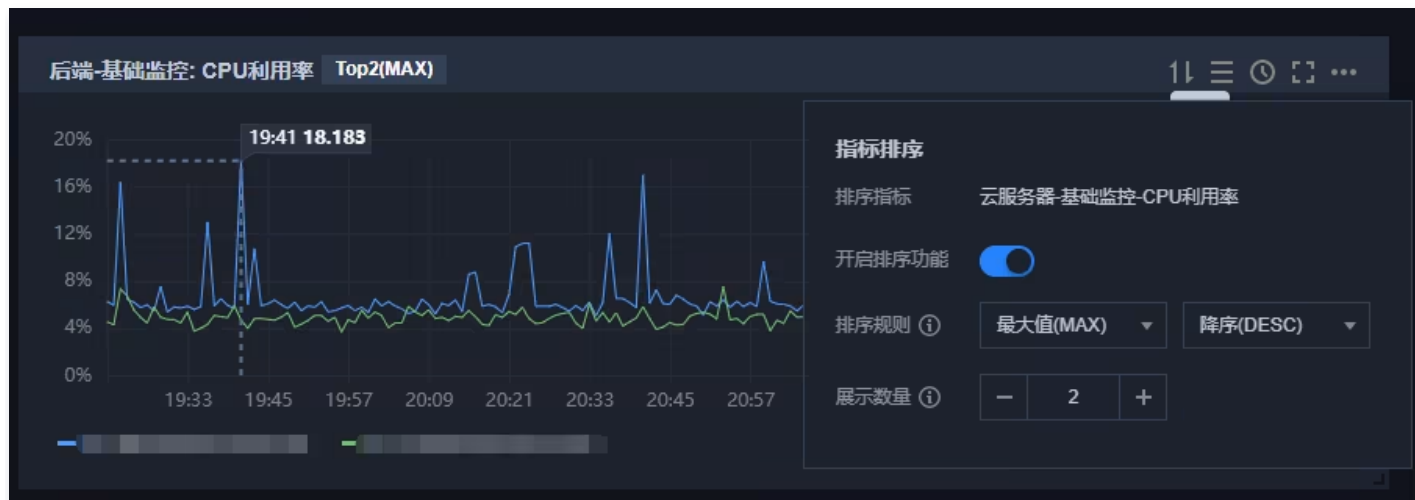 后端-基础监控: CPU利用率 Top2(MAX)
20%
19:41 18.183
16%
12%
8%
4%
0%
19:33 19:45 19:57 20:09 20:21 20:33 20:45 20:57
指标排序
排序指标 云服务器-基础监控-CPU利用率
开启排序功能
排序规则 最大值(MAX) 降序(DESC)
展示数量 2